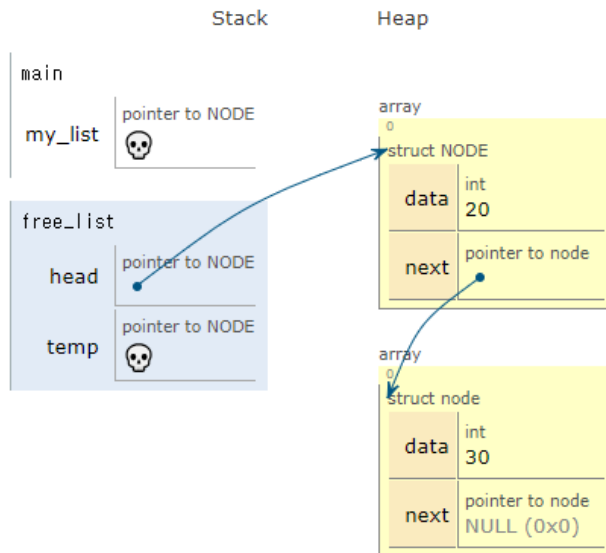 Stack Heap
main
my_list pointer to NODE
free_list
head pointer to NODE
temp pointer to NODE
array
0
struct NODE
data int
20
next pointer to node
array
0
struct node
data int
30
next pointer to node
NULL (0x0)